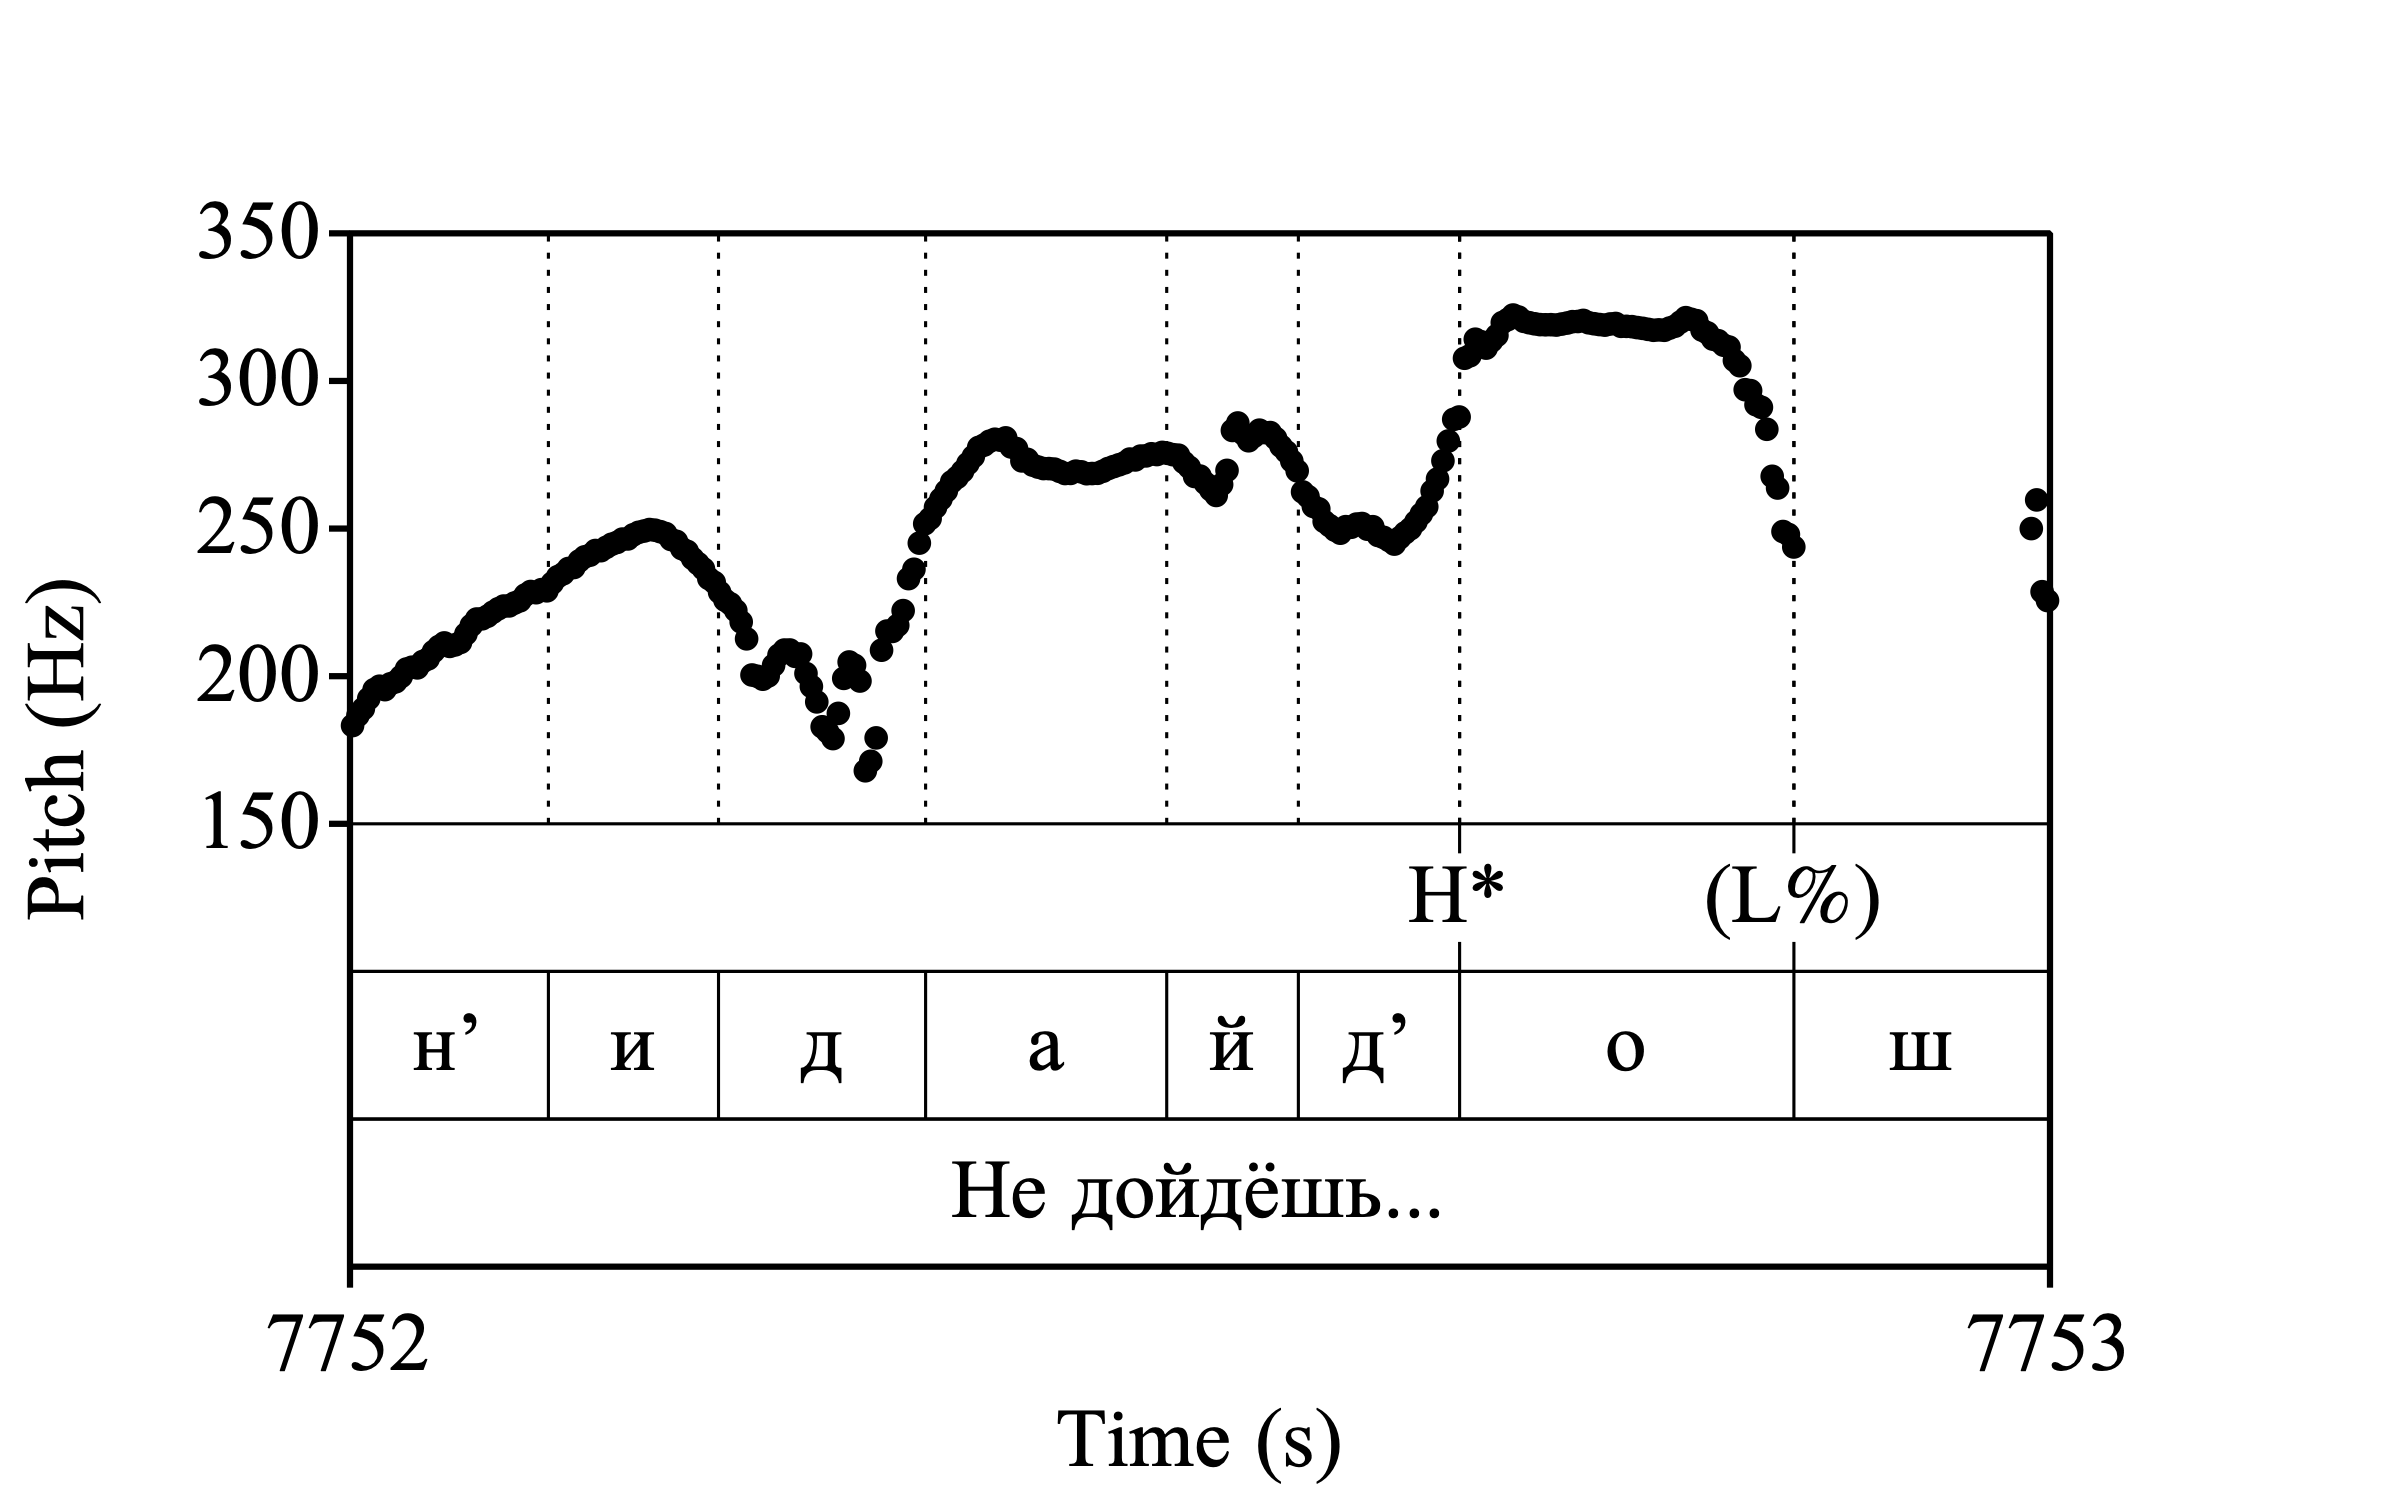 350
300
250
200
150
Pitch (Hz)
H* (L%)
н’ и д а й д’ о ш
Не дойдёшь...
7752 7753
Time (s)